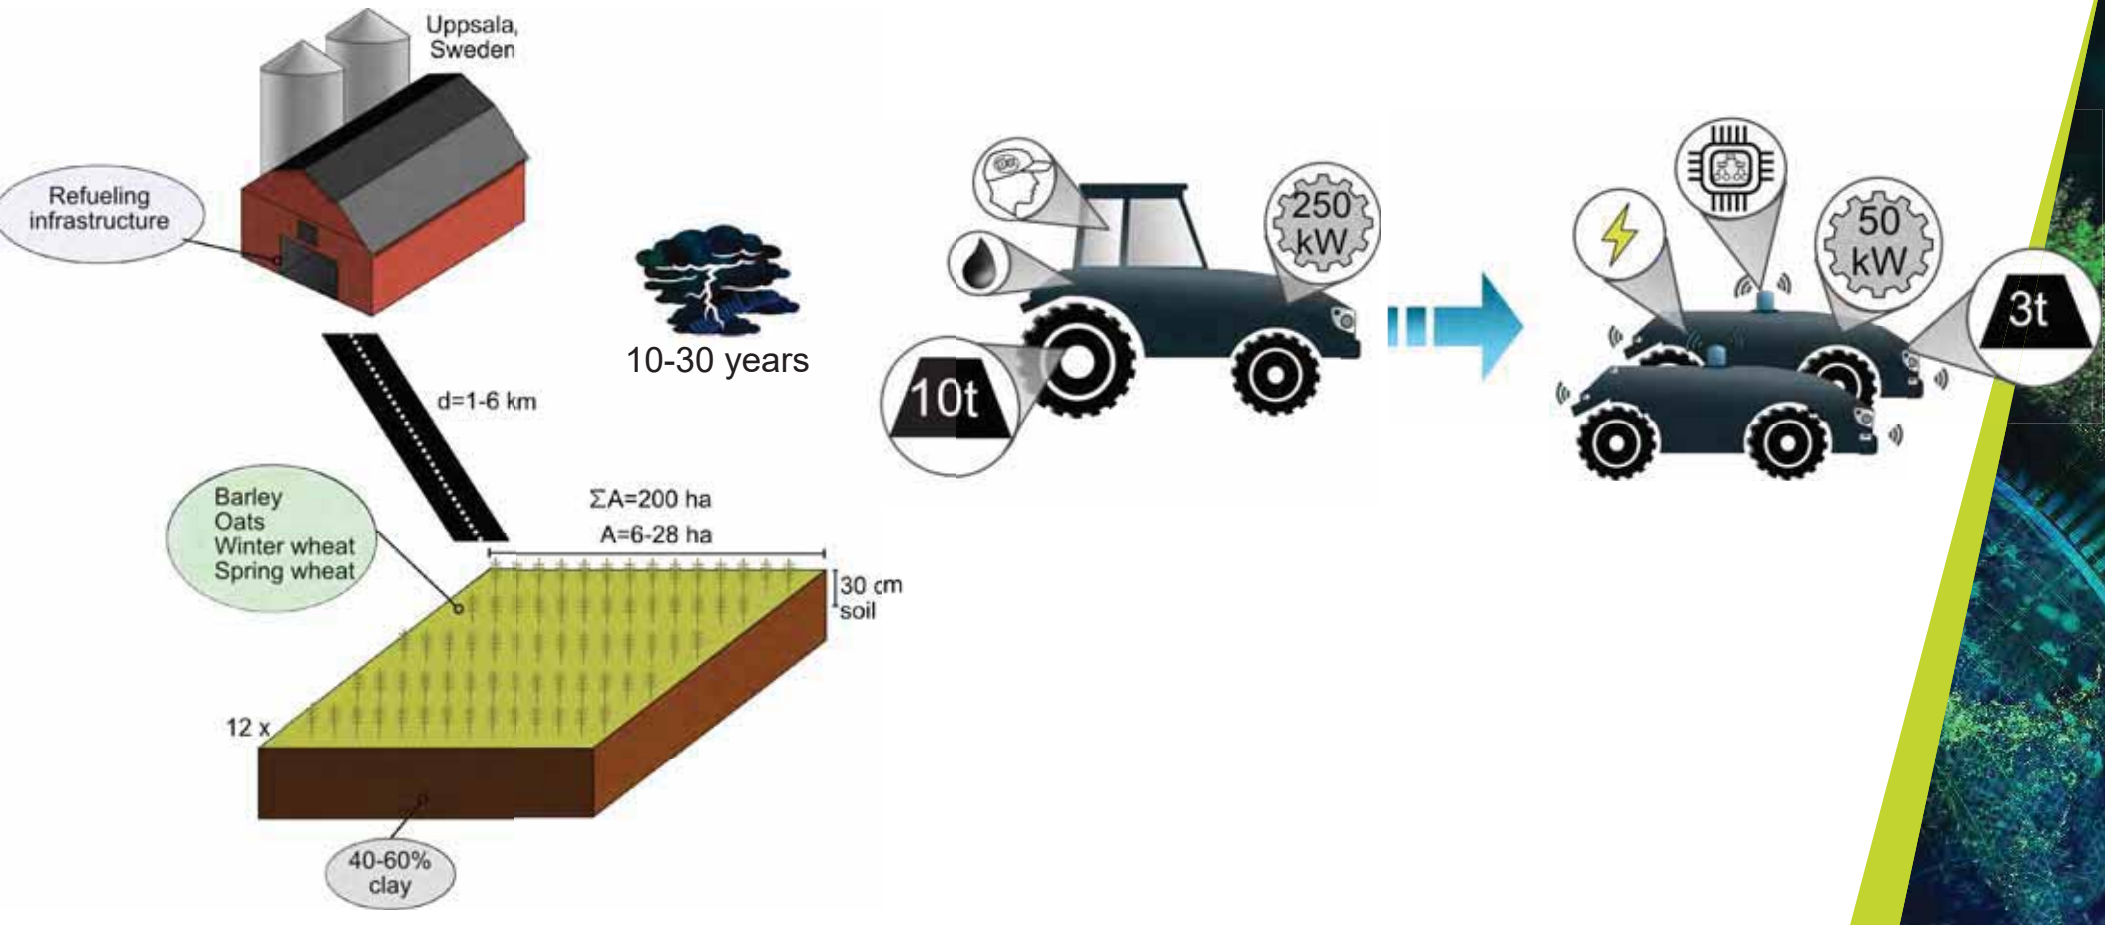 Uppsala,
Sweden
Refueling
infrastructure
10-30 years
d=1-6 km
Barley
Oats
Winter wheat
Spring wheat
ΣA=200 ha
A=6-28 ha
30 cm
soil
12 x
40-60%
clay
250
kW
10t
50
kW
3t